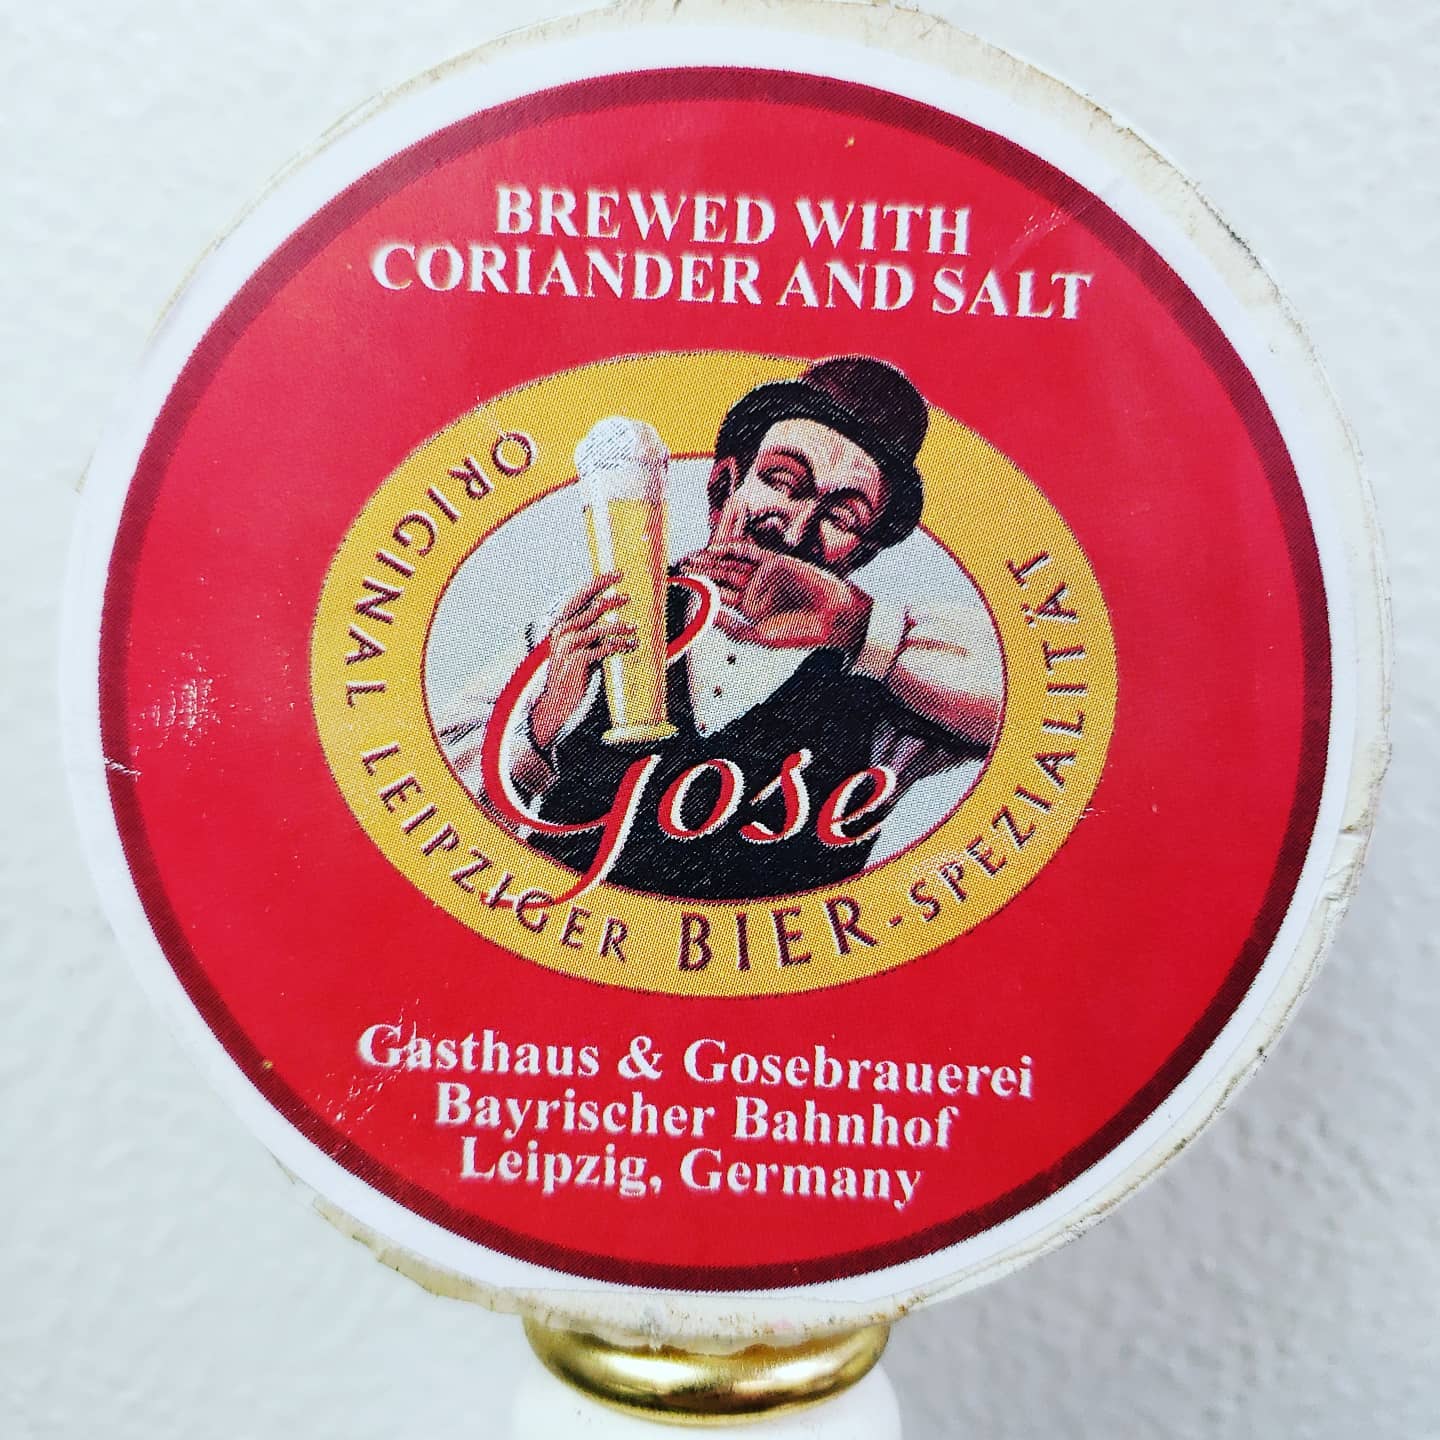 BREWED WITH
CORIANDER AND SALT
ORIGINAL LEIPZIGER BIER-SPEZIALITÄT
Gose
Gasthaus & Gosebrauerei
Bayrischer Bahnhof
Leipzig, Germany